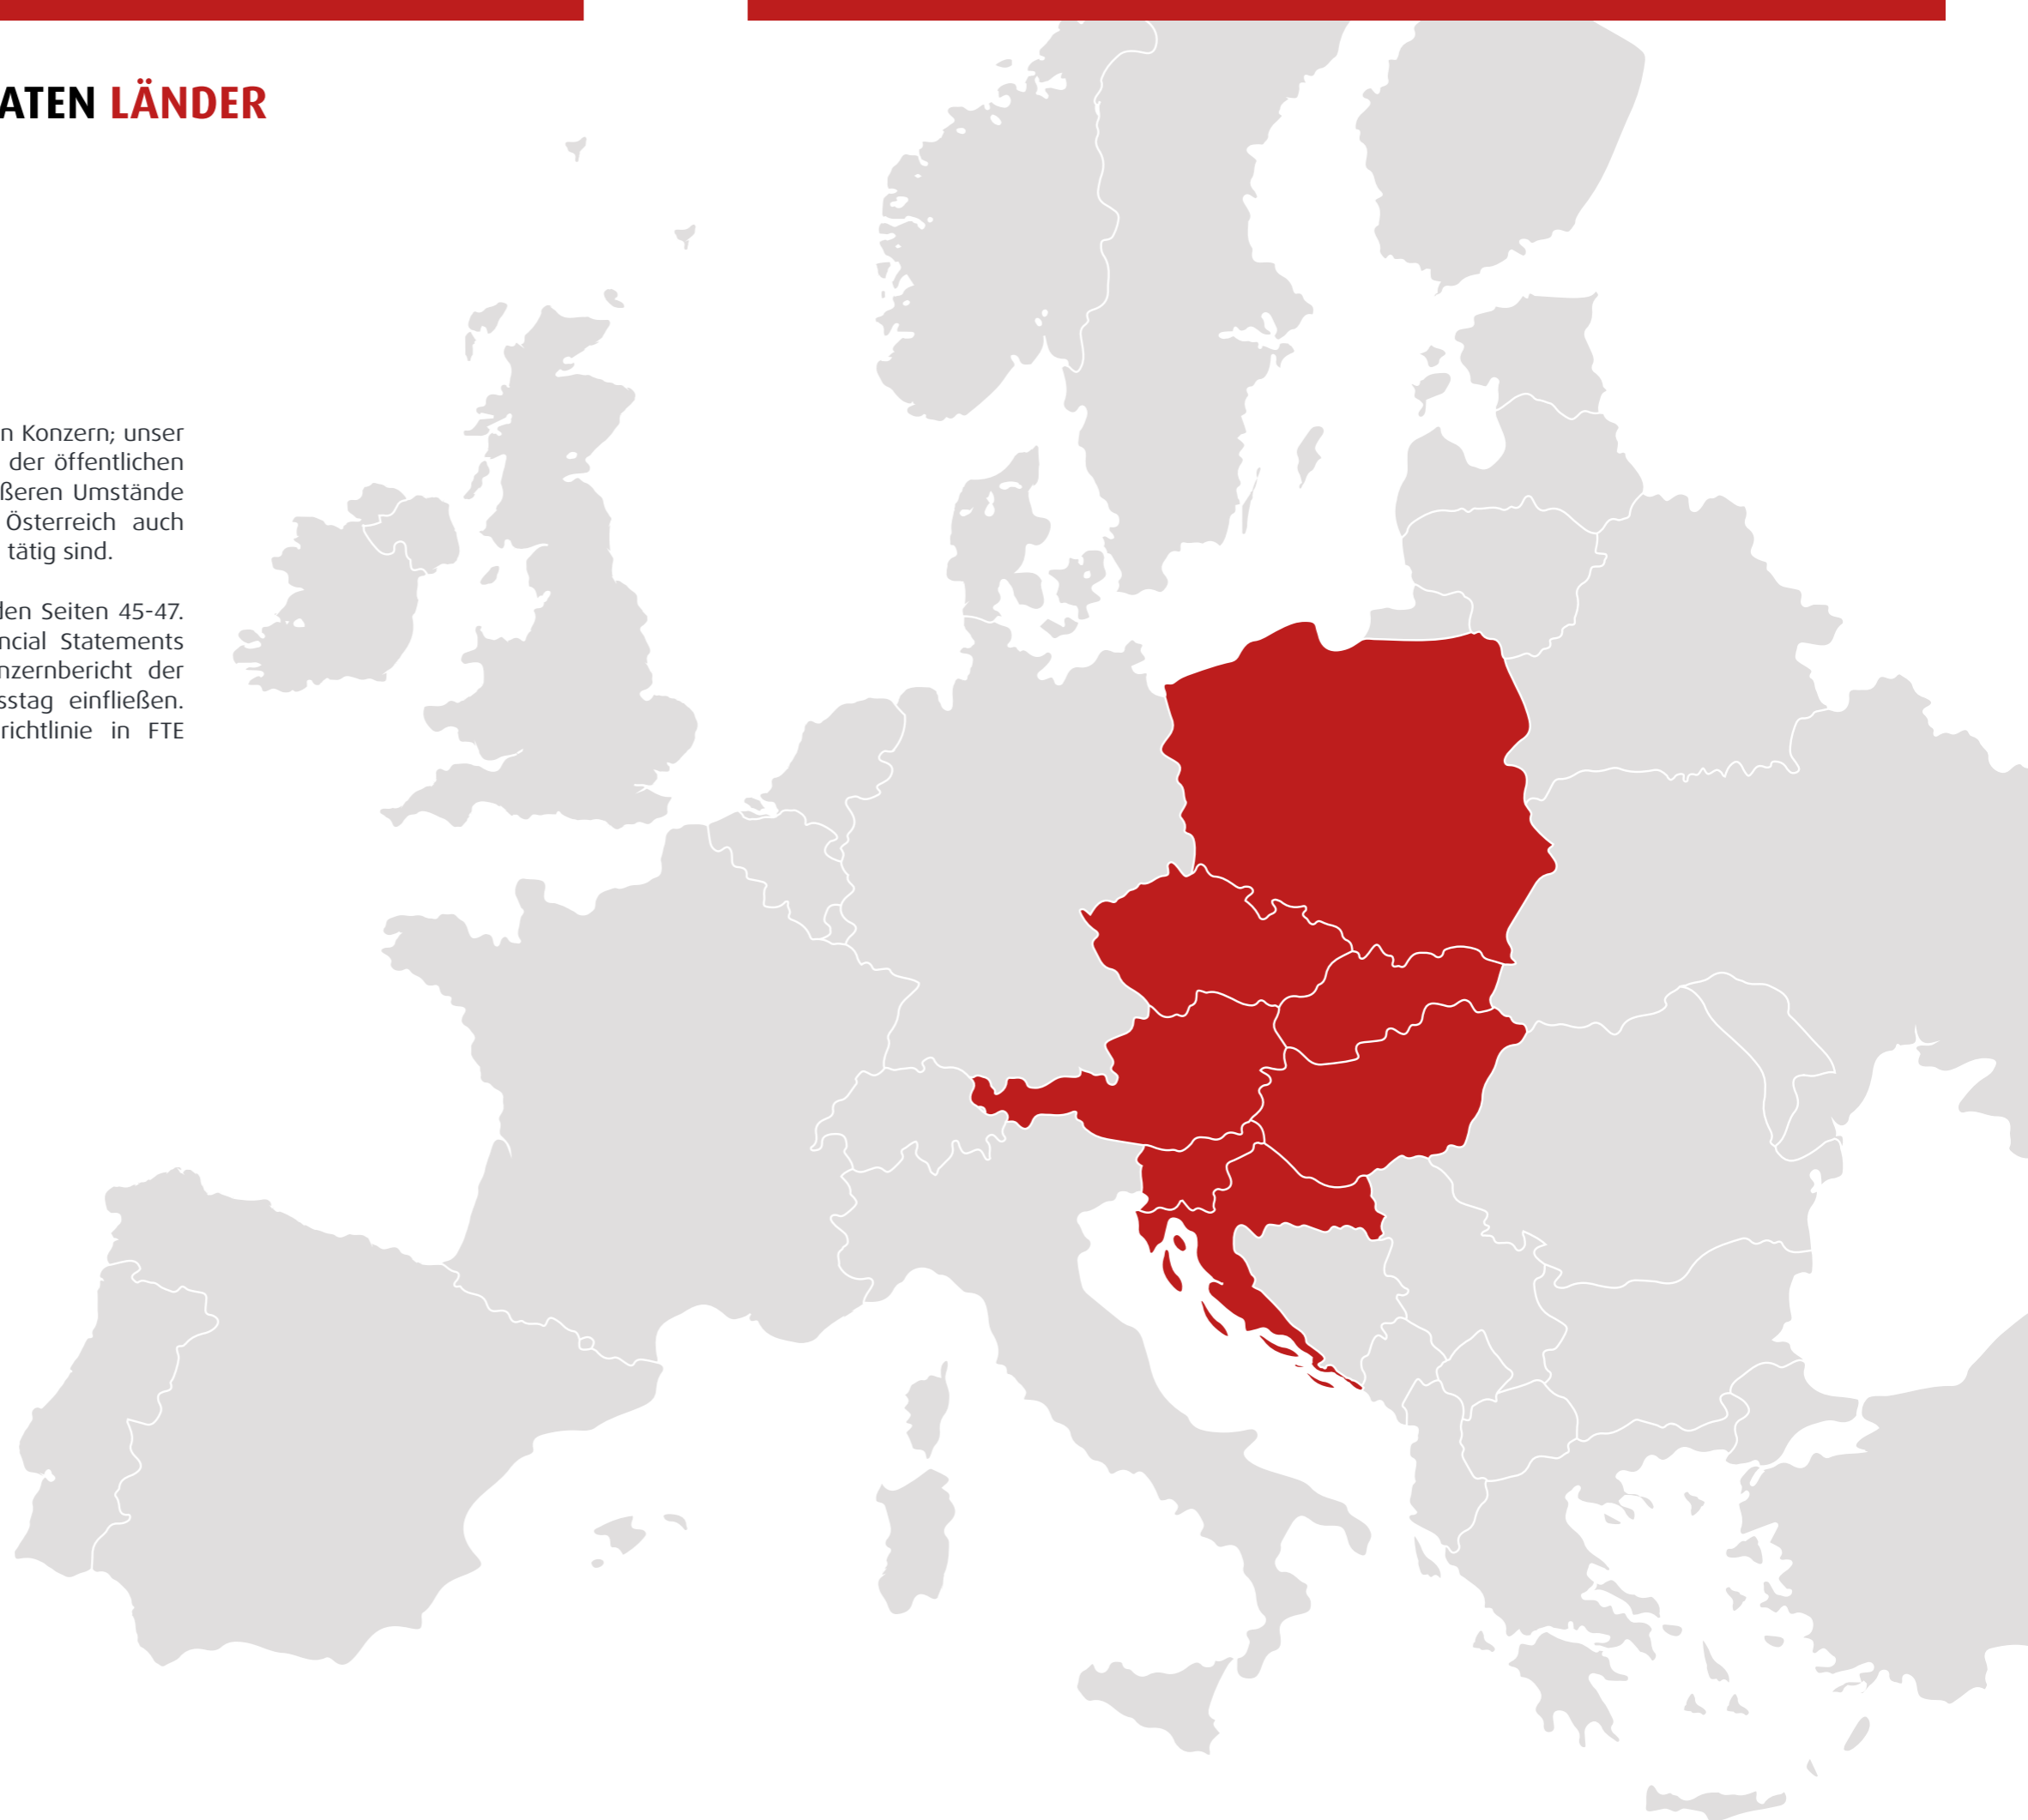 ATEN LÄNDER
n Konzern; unser
der öffentlichen
ßeren Umstände
Österreich auch
tätig sind.
den Seiten 45-47.
ncial Statements
nzernbericht der
sstag einfließen.
richtlinie in FTE